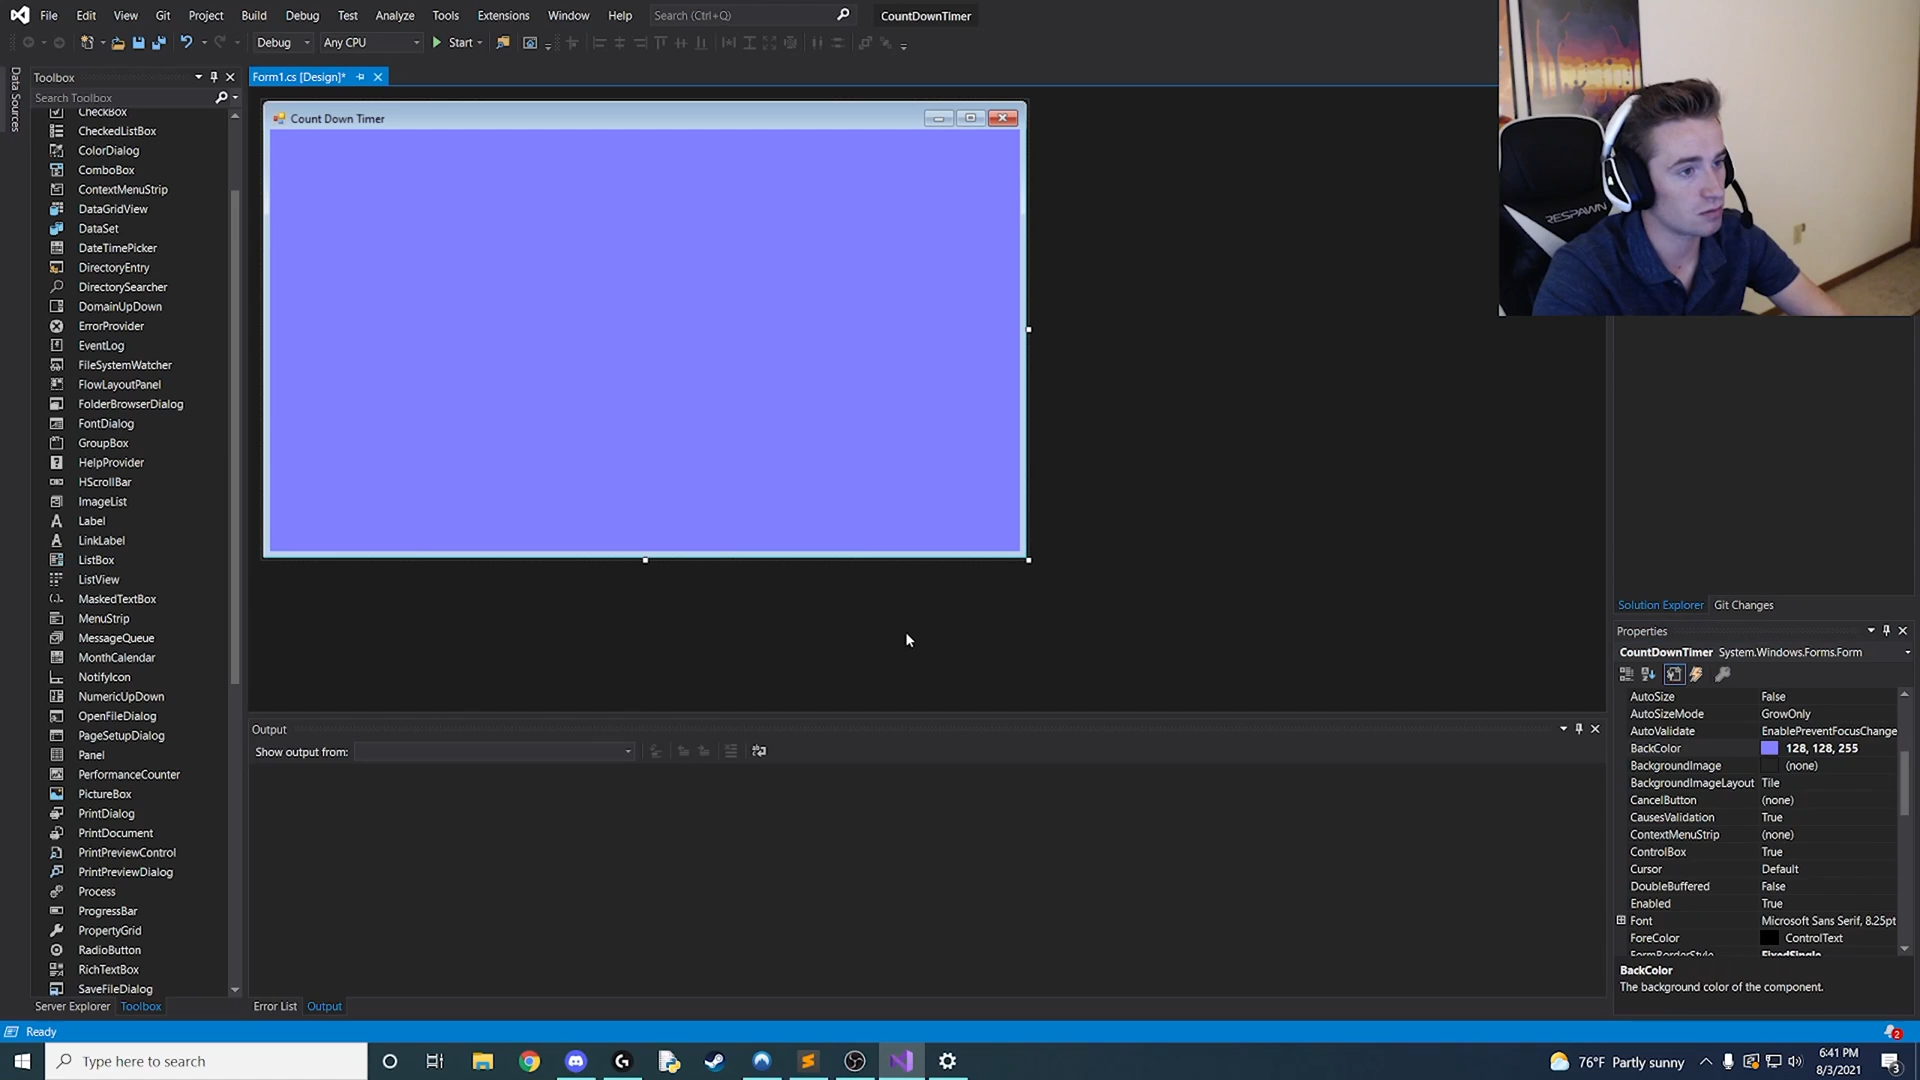 File Edit View Git Project Build Debug Test Analyze Tools Extensions Window Help Search (Ctrl+Q) CountDownTimer
Debug Any CPU Start
Data Sources
Toolbox
Search Toolbox
CheckBox
CheckedListBox
ColorDialog
ComboBox
ContextMenuStrip
DataGridView
DataSet
DateTimePicker
DirectoryEntry
DirectorySearcher
DomainUpDown
ErrorProvider
EventLog
FileSystemWatcher
FlowLayoutPanel
FolderBrowserDialog
FontDialog
GroupBox
HelpProvider
HScrollBar
ImageList
Label
LinkLabel
ListBox
ListView
MaskedTextBox
MenuStrip
MessageQueue
MonthCalendar
NotifyIcon
NumericUpDown
OpenFileDialog
PageSetupDialog
Panel
PerformanceCounter
PictureBox
PrintDialog
PrintDocument
PrintPreviewControl
PrintPreviewDialog
Process
ProgressBar
PropertyGrid
RadioButton
RichTextBox
SaveFileDialog
Server Explorer Toolbox
Form1.cs [Design]*
Count Down Timer
Output
Show output from:
Error List Output
RESPAWN
Solution Explorer Git Changes
Properties
CountDownTimer System.Windows.Forms.Form
AutoSize False
AutoSizeMode GrowOnly
AutoValidate EnablePreventFocusChange
BackColor 128, 128, 255
BackgroundImage (none)
BackgroundImageLayout Tile
CancelButton (none)
CausesValidation True
ContextMenuStrip (none)
ControlBox True
Cursor Default
DoubleBuffered False
Enabled True
Font Microsoft Sans Serif, 8.25pt
ForeColor ControlText
FormBorderStyle FixedSingle
BackColor
The background color of the component.
Ready 2
Type here to search
76°F Partly sunny
6:41 PM
8/3/2021
3